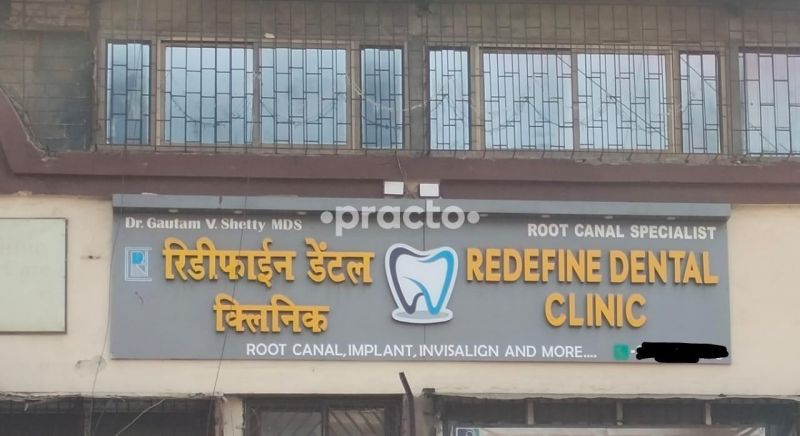 Dr. Gautam V. Shetty MDS
•practo•
ROOT CANAL SPECIALIST
रिडीफाईन डेंटल
क्लिनिक
REDEFINE DENTAL
CLINIC
ROOT CANAL, IMPLANT, INVISALIGN AND MORE....